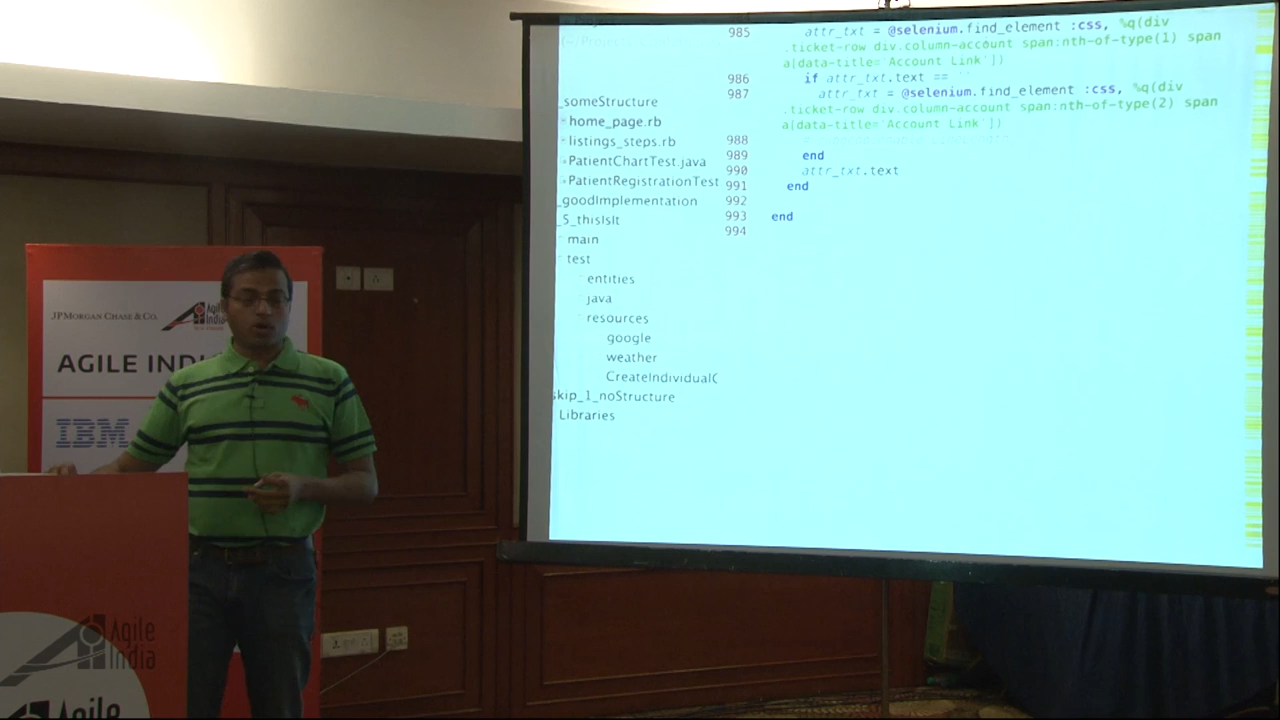 _someStructure
home_page.rb
listings_steps.rb
PatientChartTest.java
PatientRegistrationTest
_goodImplementation
_5_thisIsIt
main
test
entities
java
resources
google
weather
CreateIndividual(
skip_1_noStructure
Libraries
985 attr_txt = @selenium.find_element :css, %q(div
.ticket-row div.column-account span:nth-of-type(1) span
a[data-title='Account Link'])
986 if attr_txt.text == ''
987 attr_txt = @selenium.find_element :css, %q(div
.ticket-row div.column-account span:nth-of-type(2) span
a[data-title='Account Link'])
988
989 end
990 attr_txt.text
991 end
992
993 end
994
JPMORGAN CHASE & CO.
Agile
India
AGILE INDI
IBM
Agile
India
Agile